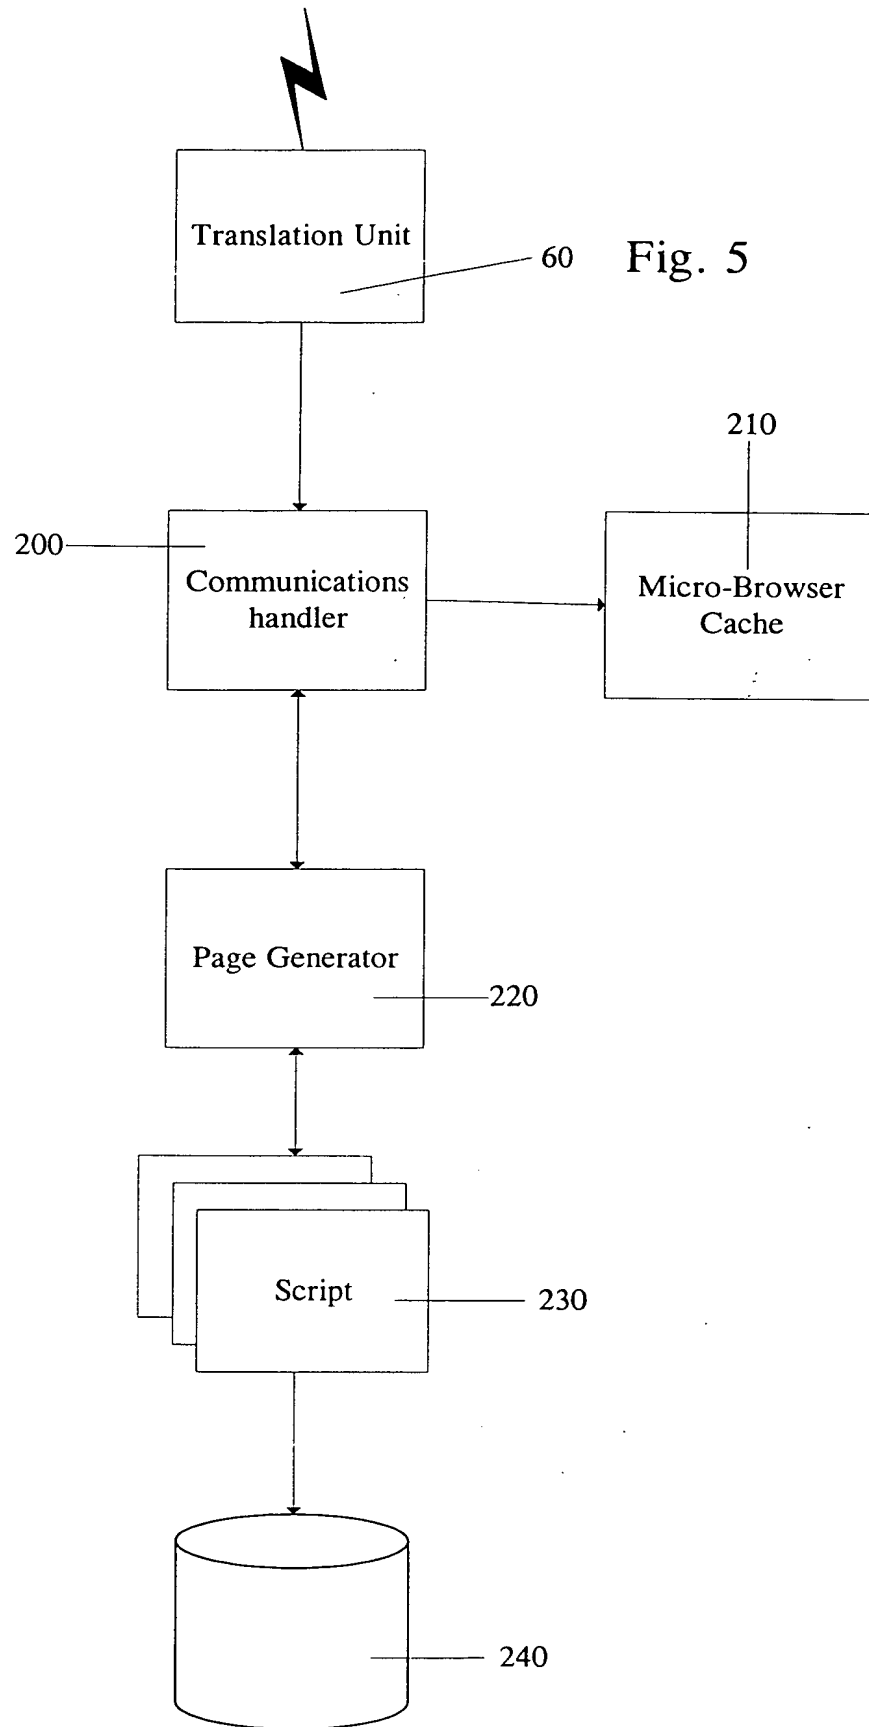 Translation Unit
60
Fig. 5
210
200
Communications
handler
Micro-Browser
Cache
Page Generator
220
Script
230
240